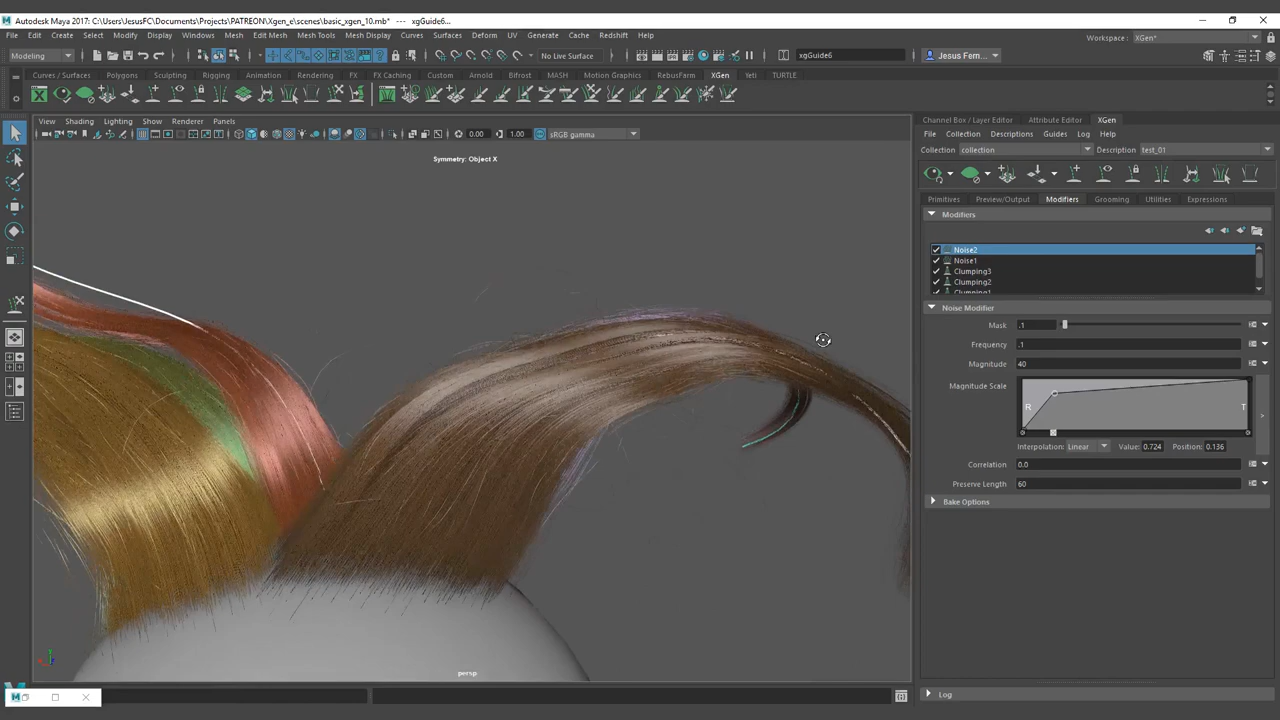 Autodesk Maya 2017: C:\Users\JesusFC\Documents\Projects\PATREON\Xgen_e\scenes\basic_xgen_10.mb* --- xgGuide6...
File Edit Create Select Modify Display Windows Mesh Edit Mesh Mesh Tools Mesh Display Curves Surfaces Deform UV Generate Cache Redshift Help
Workspace : XGen*
Modeling
No Live Surface
xgGuide6
Jesus Fern...
Curves / Surfaces Polygons Sculpting Rigging Animation Rendering FX FX Caching Custom Arnold Bifrost MASH Motion Graphics RebusFarm XGen Yeti TURTLE
View Shading Lighting Show Renderer Panels
0.00 1.00 sRGB gamma
Symmetry: Object X
persp
Channel Box / Layer Editor Attribute Editor XGen
File Collection Descriptions Guides Log Help
Collection collection Description test_01
Primitives Preview/Output Modifiers Grooming Utilities Expressions
Modifiers
Noise2
Noise1
Clumping3
Clumping2
Clumping1
Noise Modifier
Mask .1
Frequency .1
Magnitude 40
Magnitude Scale
R T
Interpolation: Linear Value: 0.724 Position: 0.136
Correlation 0.0
Preserve Length 60
Bake Options
Log